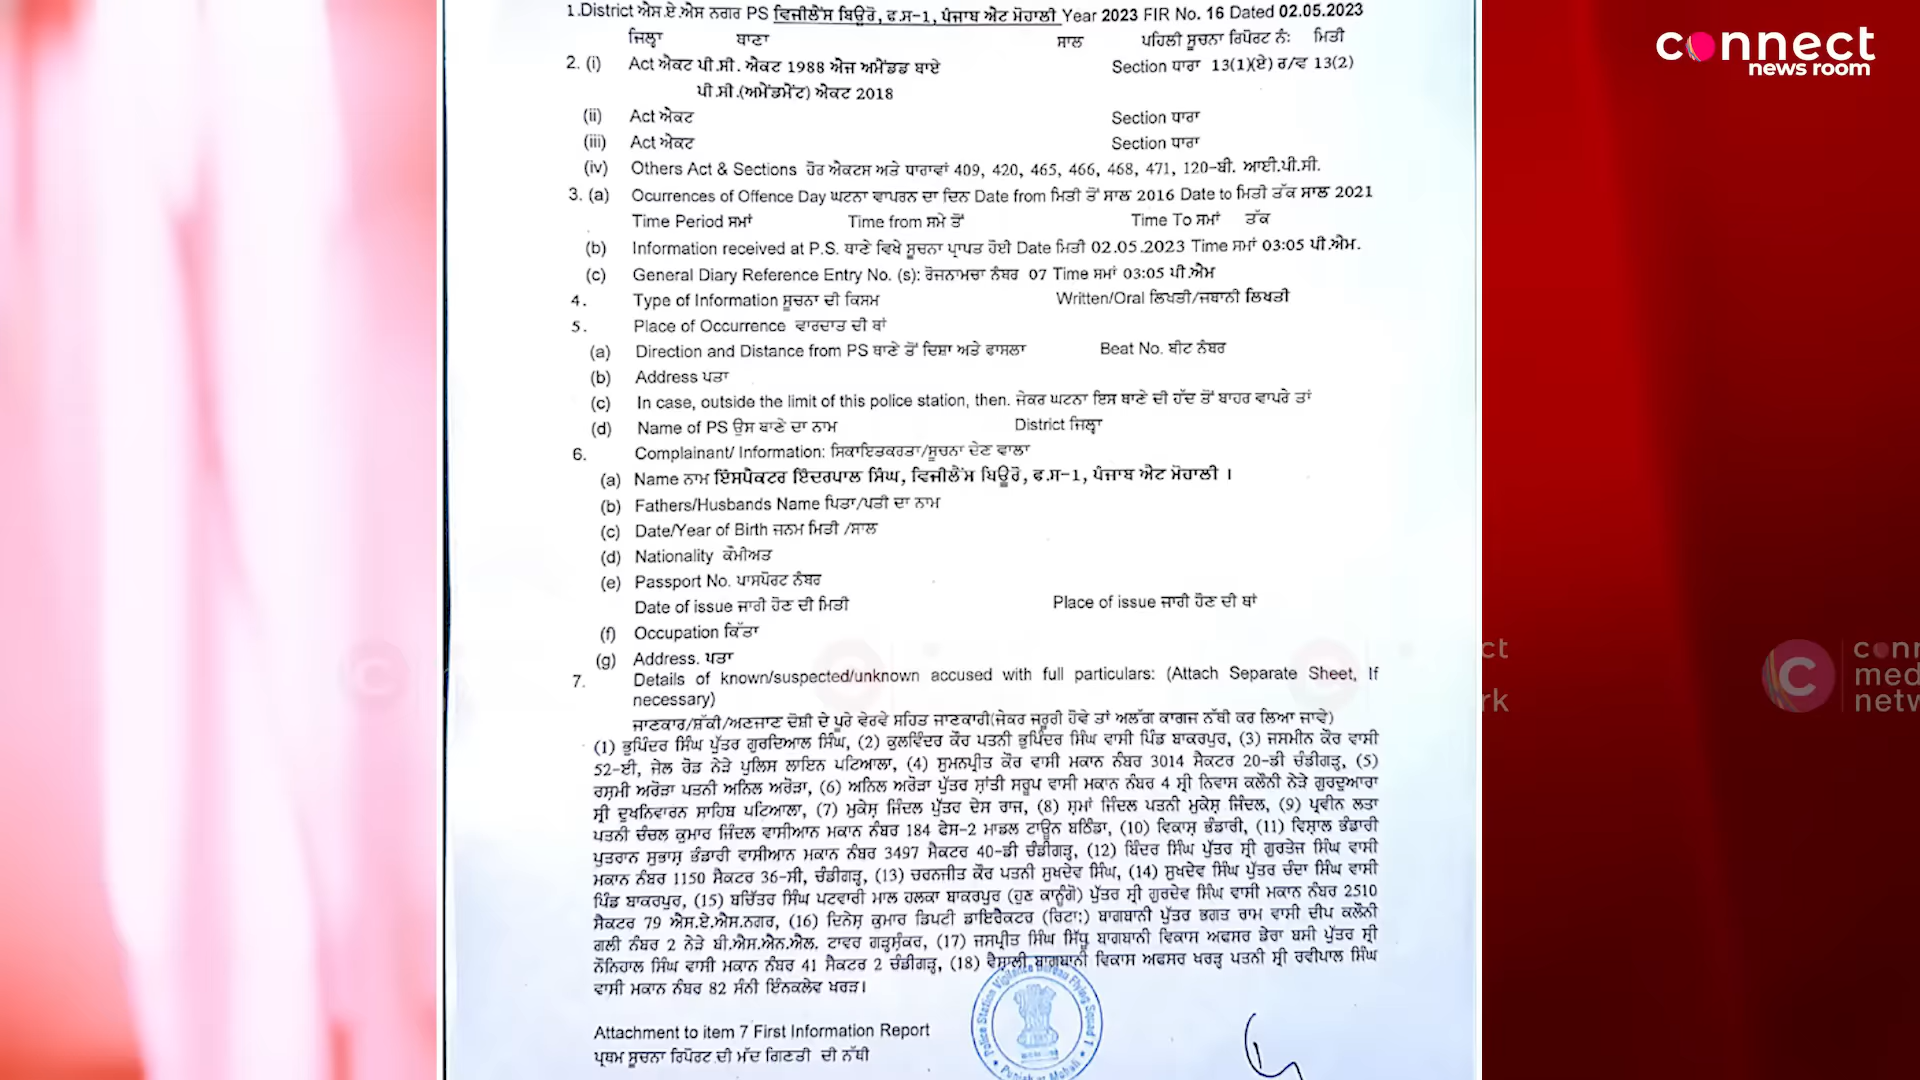 connect
news room
1.District ਐਸ.ਏ.ਐਸ ਨਗਰ PS ਵਿਜੀਲੈਂਸ ਬਿਊਰੋ, ਫ.ਸ-1, ਪੰਜਾਬ ਐਟ ਮੋਹਾਲੀ Year 2023 FIR No. 16 Dated 02.05.2023
ਜਿਲ੍ਹਾ ਥਾਣਾ ਸਾਲ ਪਹਿਲੀ ਸੂਚਨਾ ਰਿਪੋਰਟ ਨੰ: ਮਿਤੀ
2. (i) Act ਐਕਟ ਪੀ.ਸੀ. ਐਕਟ 1988 ਐਜ ਅਮੈਂਡਡ ਬਾਏ Section ਧਾਰਾ 13(1)(ਏ) ਰ/ਵ 13(2)
ਪੀ.ਸੀ.(ਅਮੇਂਡਮੇਂਟ) ਐਕਟ 2018
(ii) Act ਐਕਟ Section ਧਾਰਾ
(iii) Act ਐਕਟ Section ਧਾਰਾ
(iv) Others Act & Sections ਹੋਰ ਐਕਟਸ ਅਤੇ ਧਾਰਾਵਾਂ 409, 420, 465, 466, 468, 471, 120-ਬੀ. ਆਈ.ਪੀ.ਸੀ.
3. (a) Ocurrences of Offence Day ਘਟਨਾ ਵਾਪਰਨ ਦਾ ਦਿਨ Date from ਮਿਤੀ ਤੋਂ ਸਾਲ 2016 Date to ਮਿਤੀ ਤੱਕ ਸਾਲ 2021
Time Period ਸਮਾਂ Time from ਸਮੇ ਤੋਂ Time To ਸਮਾਂ ਤੱਕ
(b) Information received at P.S. ਥਾਣੇ ਵਿਖੇ ਸੂਚਨਾ ਪ੍ਰਾਪਤ ਹੋਈ Date ਮਿਤੀ 02.05.2023 Time ਸਮਾਂ 03:05 ਪੀ.ਐਮ.
(c) General Diary Reference Entry No. (s): ਰੋਜਨਾਮਚਾ ਨੰਬਰ 07 Time ਸਮਾਂ 03:05 ਪੀ.ਐਮ
4. Type of Information ਸੂਚਨਾ ਦੀ ਕਿਸਮ Written/Oral ਲਿਖਤੀ/ਜਬਾਨੀ ਲਿਖਤੀ
5. Place of Occurrence ਵਾਰਦਾਤ ਦੀ ਥਾਂ
(a) Direction and Distance from PS ਥਾਣੇ ਤੋਂ ਦਿਸ਼ਾ ਅਤੇ ਫਾਸਲਾ Beat No. ਬੀਟ ਨੰਬਰ
(b) Address ਪਤਾ
(c) In case, outside the limit of this police station, then. ਜੇਕਰ ਘਟਨਾ ਇਸ ਥਾਣੇ ਦੀ ਹੱਦ ਤੋਂ ਬਾਹਰ ਵਾਪਰੇ ਤਾਂ
(d) Name of PS ਉਸ ਥਾਣੇ ਦਾ ਨਾਮ District ਜਿਲ੍ਹਾ
6. Complainant/ Information: ਸਿਕਾਇਤਕਰਤਾ/ਸੂਚਨਾ ਦੇਣ ਵਾਲਾ
(a) Name ਨਾਮ ਇੰਸਪੈਕਟਰ ਇੰਦਰਪਾਲ ਸਿੰਘ, ਵਿਜੀਲੈਂਸ ਬਿਊਰੋ, ਫ.ਸ-1, ਪੰਜਾਬ ਐਟ ਮੋਹਾਲੀ ।
(b) Fathers/Husbands Name ਪਿਤਾ/ਪਤੀ ਦਾ ਨਾਮ
(c) Date/Year of Birth ਜਨਮ ਮਿਤੀ /ਸਾਲ
(d) Nationality ਕੌਮੀਅਤ
(e) Passport No. ਪਾਸਪੋਰਟ ਨੰਬਰ
Date of issue ਜਾਰੀ ਹੋਣ ਦੀ ਮਿਤੀ Place of issue ਜਾਰੀ ਹੋਣ ਦੀ ਥਾਂ
(f) Occupation ਕਿੱਤਾ
(g) Address. ਪਤਾ
7. Details of known/suspected/unknown accused with full particulars: (Attach Separate Sheet, If
necessary)
ਜਾਣਕਾਰ/ਸ਼ੱਕੀ/ਅਣਜਾਣ ਦੋਸ਼ੀ ਦੇ ਪੂਰੇ ਵੇਰਵੇ ਸਹਿਤ ਜਾਣਕਾਰੀ(ਜੇਕਰ ਜਰੂਰੀ ਹੋਵੇ ਤਾਂ ਅਲੱਗ ਕਾਗਜ ਨੱਥੀ ਕਰ ਲਿਆ ਜਾਵੇ)
(1) ਭੁਪਿੰਦਰ ਸਿੰਘ ਪੁੱਤਰ ਗੁਰਦਿਆਲ ਸਿੰਘ, (2) ਕੁਲਵਿੰਦਰ ਕੌਰ ਪਤਨੀ ਭੁਪਿੰਦਰ ਸਿੰਘ ਵਾਸੀ ਪਿੰਡ ਬਾਕਰਪੁਰ, (3) ਜਸਮੀਨ ਕੌਰ ਵਾਸੀ
52-ਈ, ਜੇਲ ਰੋਡ ਨੇੜੇ ਪੁਲਿਸ ਲਾਇਨ ਪਟਿਆਲਾ, (4) ਸੁਮਨਪ੍ਰੀਤ ਕੌਰ ਵਾਸੀ ਮਕਾਨ ਨੰਬਰ 3014 ਸੈਕਟਰ 20-ਡੀ ਚੰਡੀਗੜ੍ਹ, (5)
ਰਸ਼ਮੀ ਅਰੋੜਾ ਪਤਨੀ ਅਨਿਲ ਅਰੋੜਾ, (6) ਅਨਿਲ ਅਰੋੜਾ ਪੁੱਤਰ ਸ਼ਾਂਤੀ ਸਰੂਪ ਵਾਸੀ ਮਕਾਨ ਨੰਬਰ 4 ਸ੍ਰੀ ਨਿਵਾਸ ਕਲੌਨੀ ਨੇੜੇ ਗੁਰਦੁਆਰਾ
ਸ੍ਰੀ ਦੁਖਨਿਵਾਰਨ ਸਾਹਿਬ ਪਟਿਆਲਾ, (7) ਮੁਕੇਸ਼ ਜਿੰਦਲ ਪੁੱਤਰ ਦੇਸ ਰਾਜ, (8) ਸ਼ਮਾਂ ਜਿੰਦਲ ਪਤਨੀ ਮੁਕੇਸ਼ ਜਿੰਦਲ, (9) ਪ੍ਰਵੀਨ ਲਤਾ
ਪਤਨੀ ਚੰਚਲ ਕੁਮਾਰ ਜਿੰਦਲ ਵਾਸੀਆਨ ਮਕਾਨ ਨੰਬਰ 184 ਫੇਸ-2 ਮਾਡਲ ਟਾਊਨ ਬਠਿੰਡਾ, (10) ਵਿਕਾਸ਼ ਭੰਡਾਰੀ, (11) ਵਿਸ਼ਾਲ ਭੰਡਾਰੀ
ਪੁਤਰਾਨ ਸੁਭਾਸ਼ ਭੰਡਾਰੀ ਵਾਸੀਆਨ ਮਕਾਨ ਨੰਬਰ 3497 ਸੈਕਟਰ 40-ਡੀ ਚੰਡੀਗੜ੍ਹ, (12) ਬਿੰਦਰ ਸਿੰਘ ਪੁੱਤਰ ਸ੍ਰੀ ਗੁਰਤੇਜ ਸਿੰਘ ਵਾਸੀ
ਮਕਾਨ ਨੰਬਰ 1150 ਸੈਕਟਰ 36-ਸੀ, ਚੰਡੀਗੜ੍ਹ, (13) ਚਰਨਜੀਤ ਕੌਰ ਪਤਨੀ ਸੁਖਦੇਵ ਸਿੰਘ, (14) ਸੁਖਦੇਵ ਸਿੰਘ ਪੁੱਤਰ ਚੰਦਾ ਸਿੰਘ ਵਾਸੀ
ਪਿੰਡ ਬਾਕਰਪੁਰ, (15) ਬਚਿੱਤਰ ਸਿੰਘ ਪਟਵਾਰੀ ਮਾਲ ਹਲਕਾ ਬਾਕਰਪੁਰ (ਹੁਣ ਕਾਨੂੰਗੋ) ਪੁੱਤਰ ਸ੍ਰੀ ਗੁਰਦੇਵ ਸਿੰਘ ਵਾਸੀ ਮਕਾਨ ਨੰਬਰ 2510
ਸੈਕਟਰ 79 ਐਸ.ਏ.ਐਸ.ਨਗਰ, (16) ਦਿਨੇਸ਼ ਕੁਮਾਰ ਡਿਪਟੀ ਡਾਇਰੈਕਟਰ (ਰਿਟਾ:) ਬਾਗਬਾਨੀ ਪੁੱਤਰ ਭਗਤ ਰਾਮ ਵਾਸੀ ਦੀਪ ਕਲੌਨੀ
ਗਲੀ ਨੰਬਰ 2 ਨੇੜੇ ਬੀ.ਐਸ.ਐਨ.ਐਲ. ਟਾਵਰ ਗੜ੍ਹਸ਼ੰਕਰ, (17) ਜਸਪ੍ਰੀਤ ਸਿੰਘ ਸਿੱਧੂ ਬਾਗਬਾਨੀ ਵਿਕਾਸ ਅਫਸਰ ਡੇਰਾ ਬਸੀ ਪੁੱਤਰ ਸ੍ਰੀ
ਨੌਨਿਹਾਲ ਸਿੰਘ ਵਾਸੀ ਮਕਾਨ ਨੰਬਰ 41 ਸੈਕਟਰ 2 ਚੰਡੀਗੜ੍ਹ, (18) ਵੈਸ਼ਾਲੀ ਬਾਗਬਾਨੀ ਵਿਕਾਸ ਅਫਸਰ ਖਰੜ੍ਹ ਪਤਨੀ ਸ੍ਰੀ ਰਵੀਪਾਲ ਸਿੰਘ
ਵਾਸੀ ਮਕਾਨ ਨੰਬਰ 82 ਸੰਨੀ ਇੰਨਕਲੇਵ ਖਰੜ।
Attachment to item 7 First Information Report
ਪ੍ਰਥਮ ਸੂਚਨਾ ਰਿਪੋਰਟ ਦੀ ਮੱਦ ਗਿਣਤੀ ਦੀ ਨੱਥੀ
Police Station Vigilance Bureau Flying Squad 1